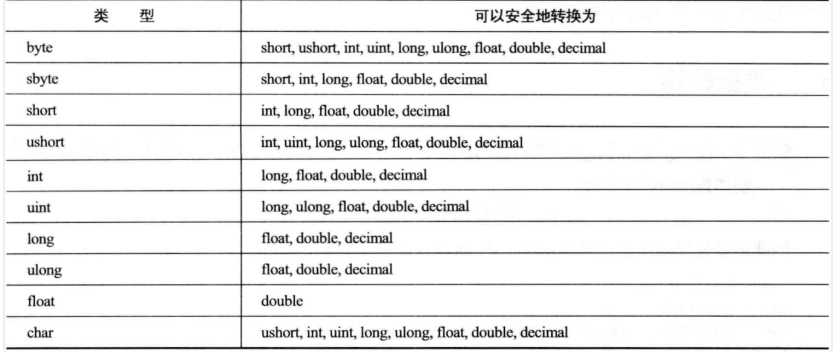 类 型 可以安全地转换为
byte short, ushort, int, uint, long, ulong, float, double, decimal
sbyte short, int, long, float, double, decimal
short int, long, float, double, decimal
ushort int, uint, long, ulong, float, double, decimal
int long, float, double, decimal
uint long, ulong, float, double, decimal
long float, double, decimal
ulong float, double, decimal
float double
char ushort, int, uint, long, ulong, float, double, decimal